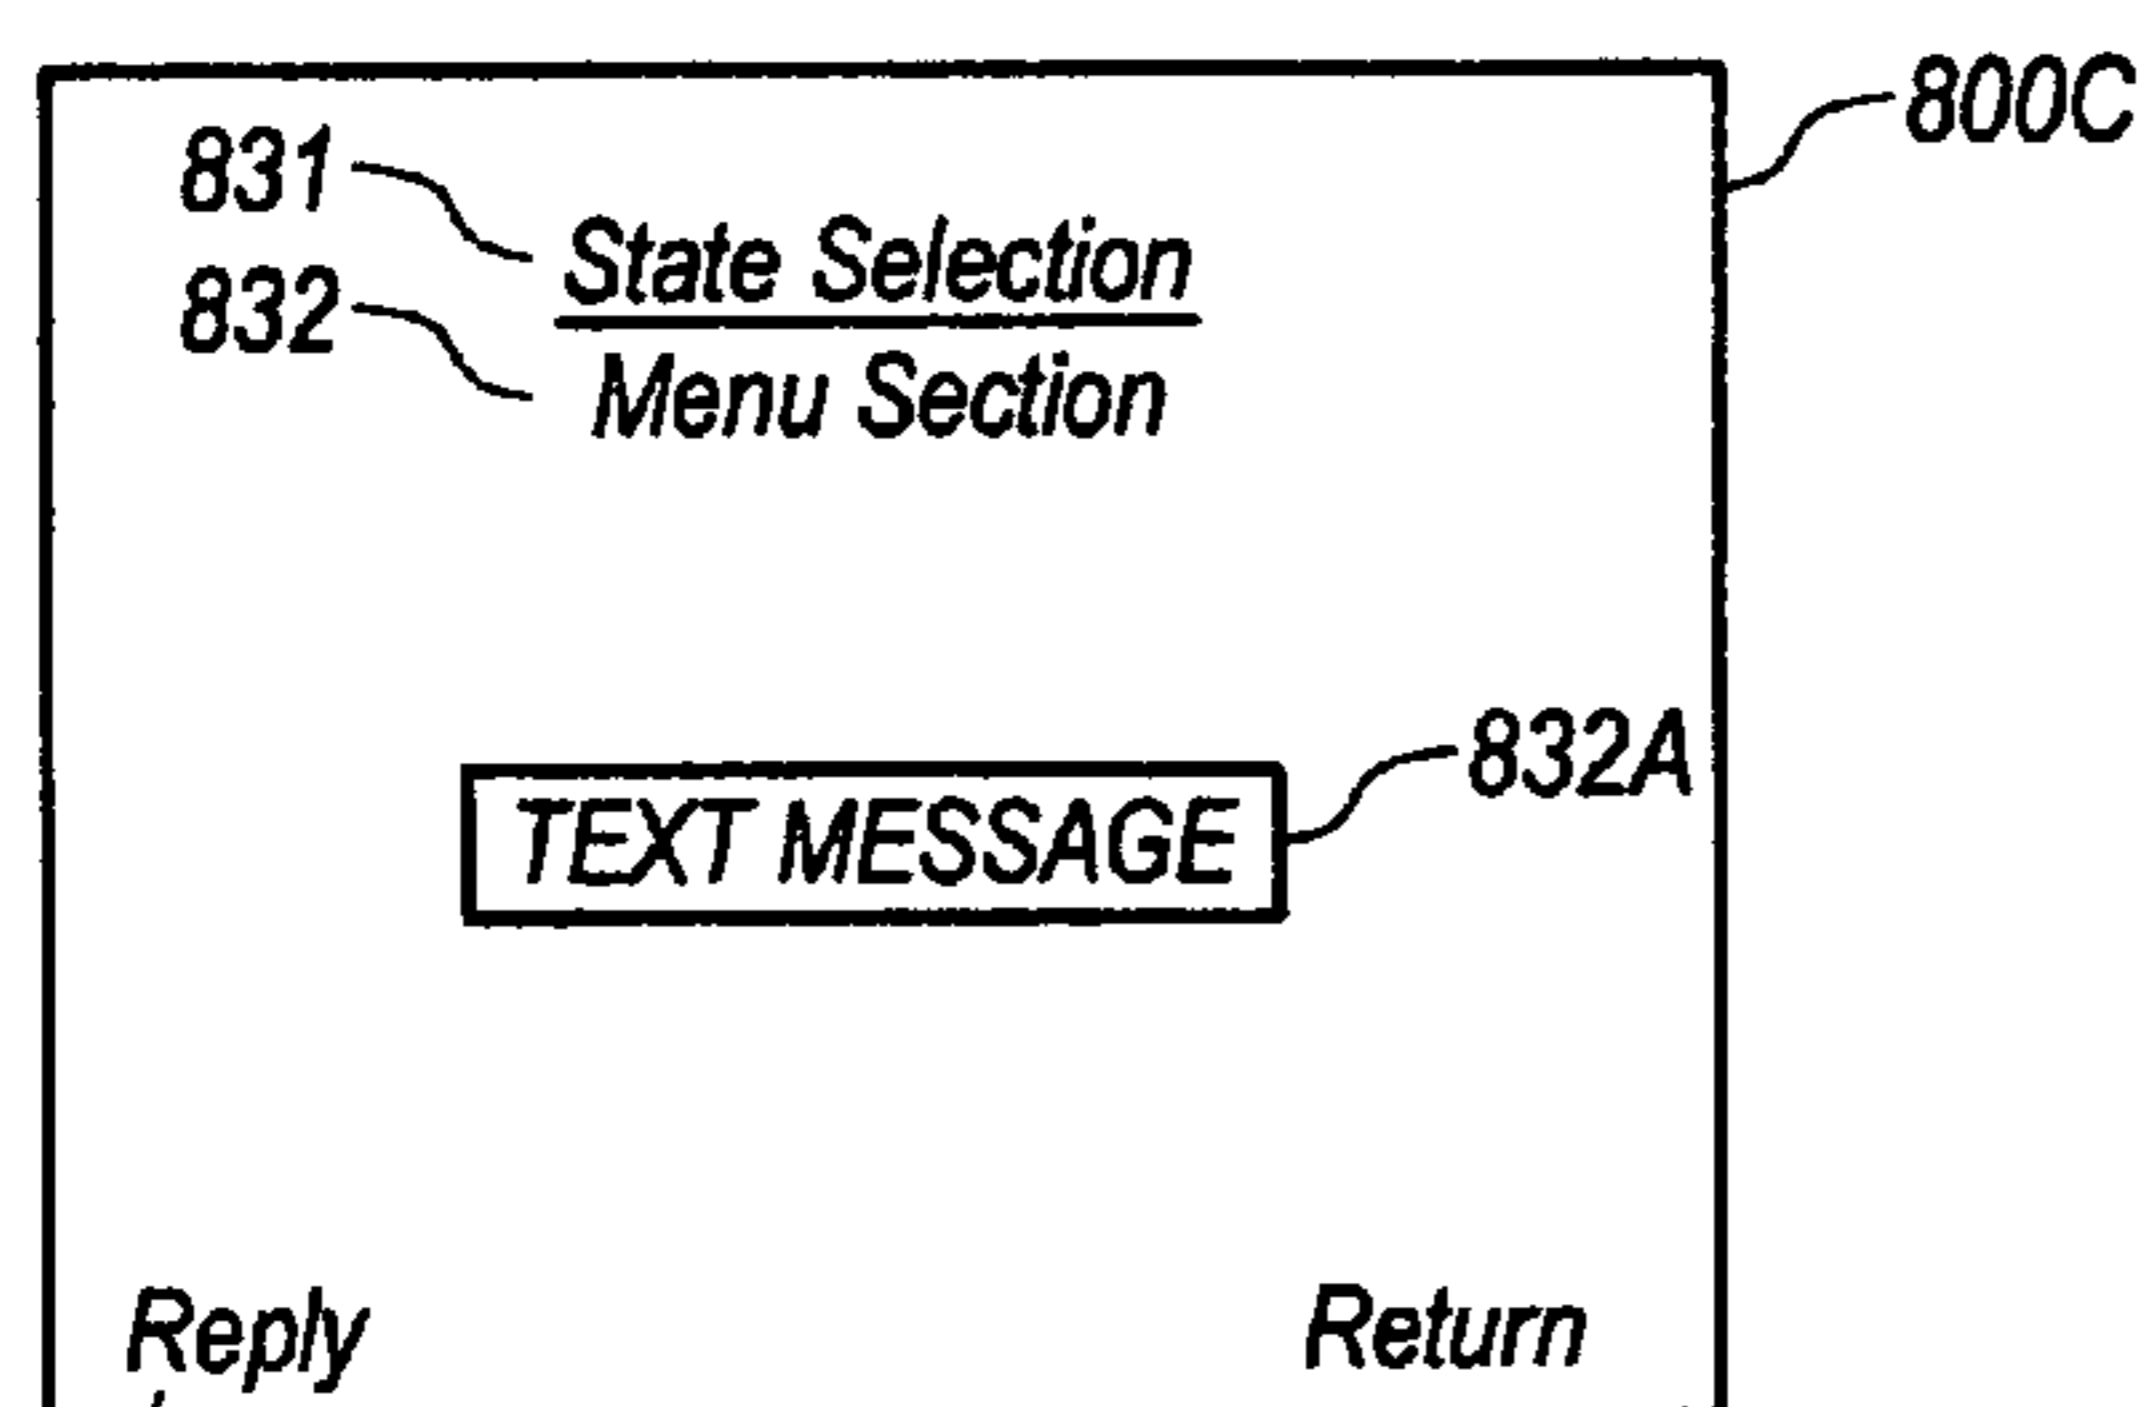 800C
831
State Selection
832
Menu Section
832A
TEXT MESSAGE
Reply Return